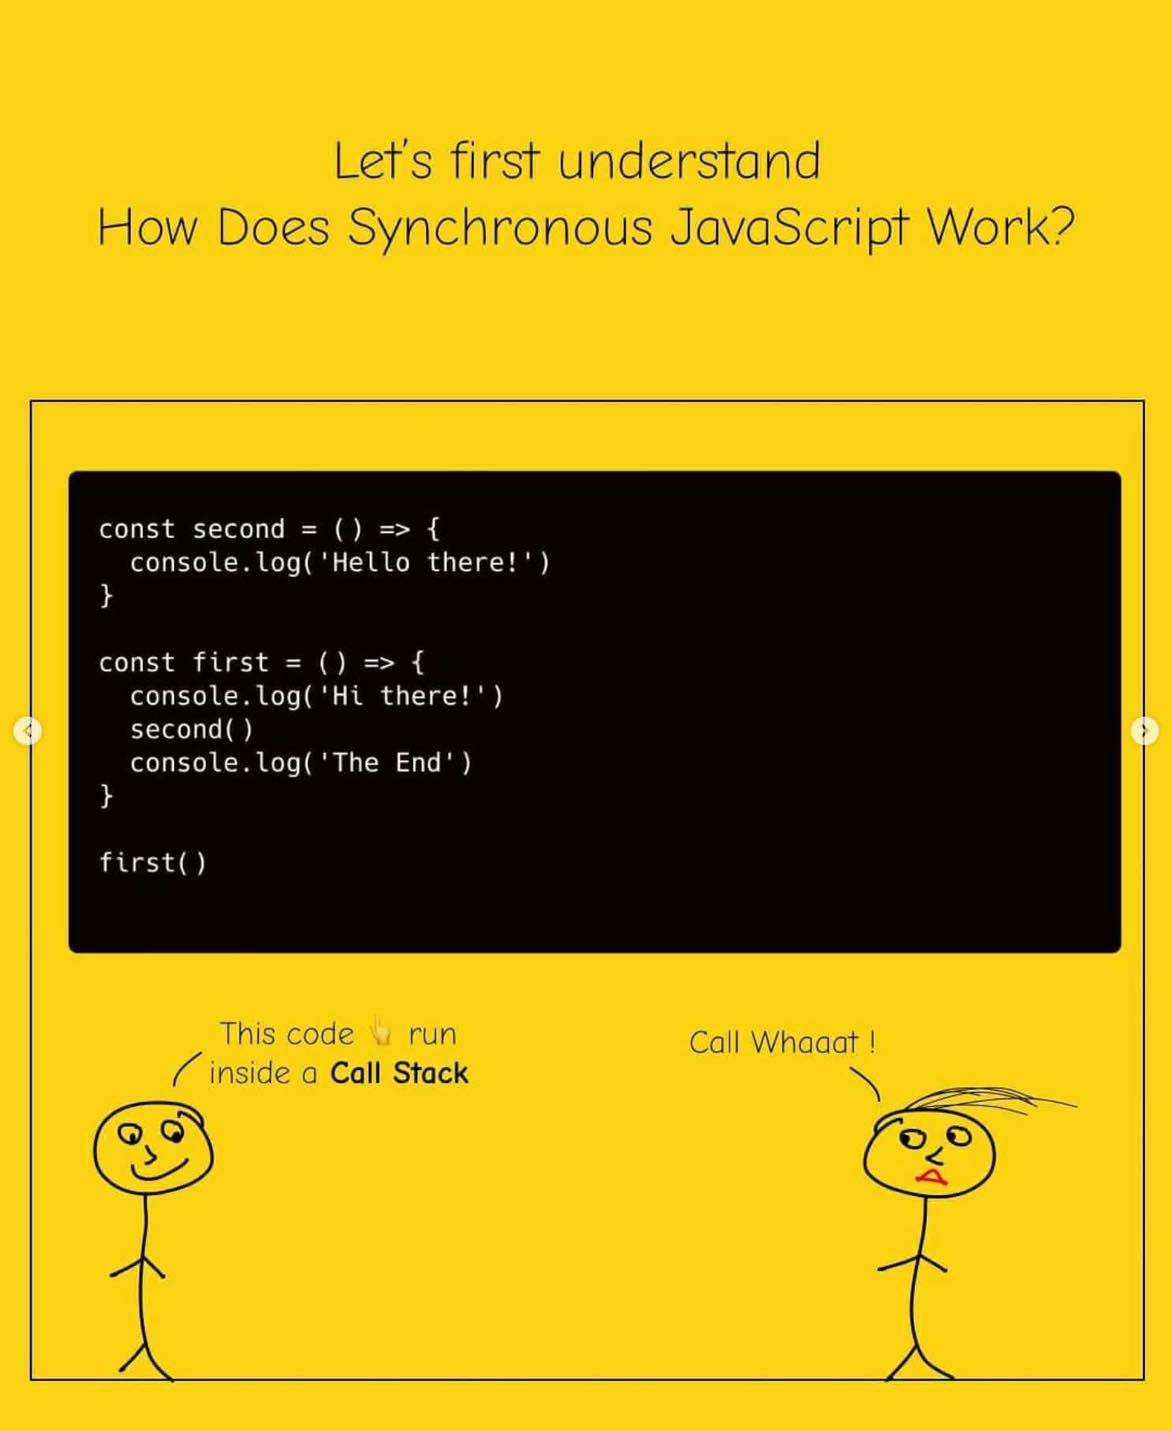 Let's first understand
How Does Synchronous JavaScript Work?
const second = () => {
  console.log('Hello there!')
}
const first = () => {
  console.log('Hi there!')
  second()
  console.log('The End')
}
first()
This code 👆 run
inside a Call Stack
Call Whaaat !